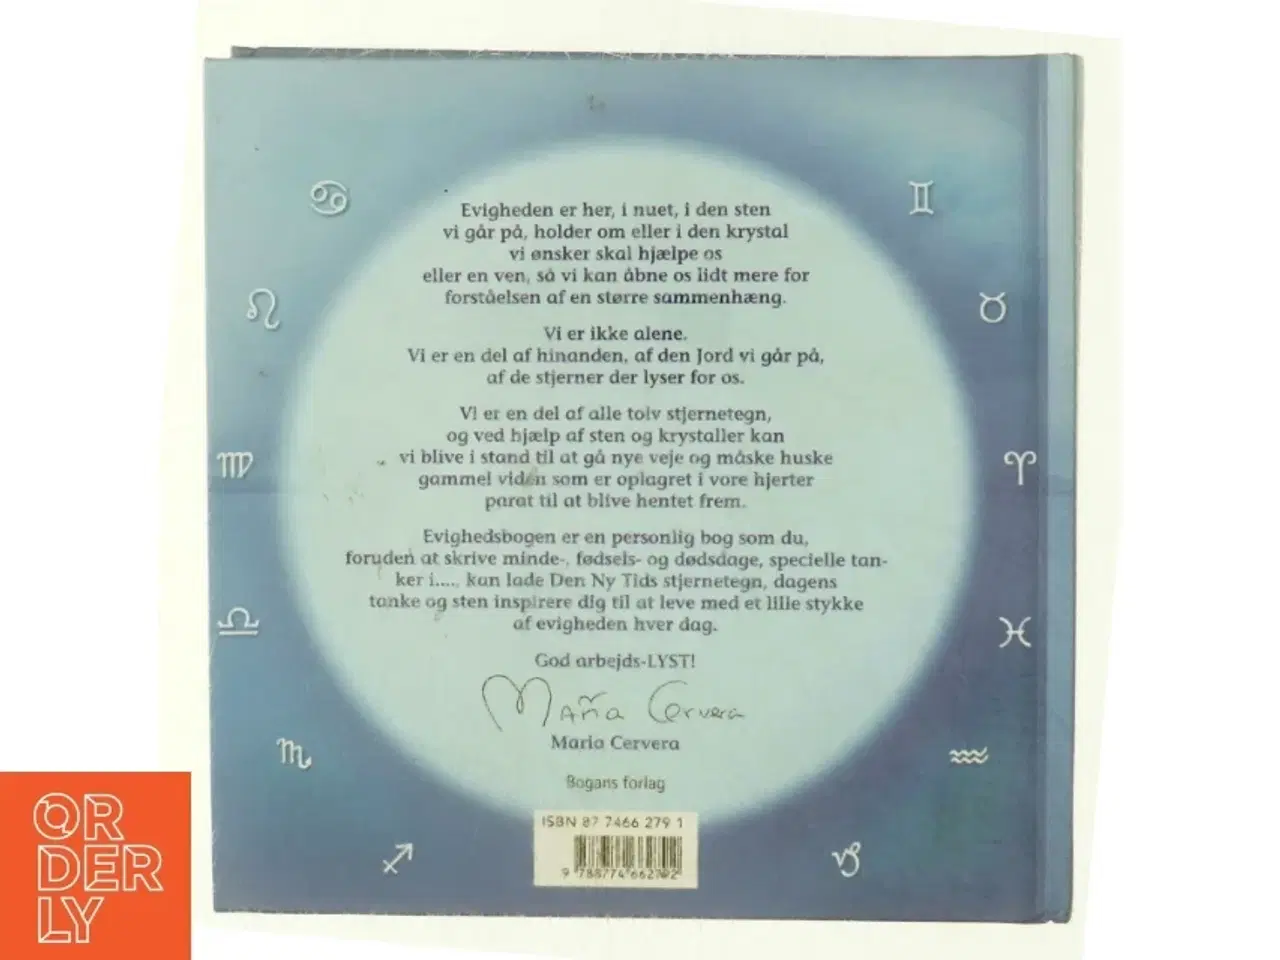 Evigheden er her, i nuet, i den sten
vi går på, holder om eller i den krystal
vi ønsker skal hjælpe os
eller en ven, så vi kan åbne os lidt mere for
forståelsen af en større sammenhæng.
Vi er ikke alene.
Vi er en del af hinanden, af den Jord vi går på,
af de stjerner der lyser for os.
Vi er en del af alle tolv stjernetegn,
og ved hjælp af sten og krystaller kan
vi blive i stand til at gå nye veje og måske huske
gammel viden som er oplagret i vore hjerter
parat til at blive hentet frem.
Evighedsbogen er en personlig bog som du,
foruden at skrive minde-, fødsels- og dødsdage, specielle tan-
ker i...., kan lade Den Ny Tids stjernetegn, dagens
tanke og sten inspirere dig til at leve med et lille stykke
af evigheden hver dag.
God arbejds-LYST!
Maria Cervera
Maria Cervera
Bogans forlag
ISBN 87 7466 279 1
9 788774 662792
ORDERLY